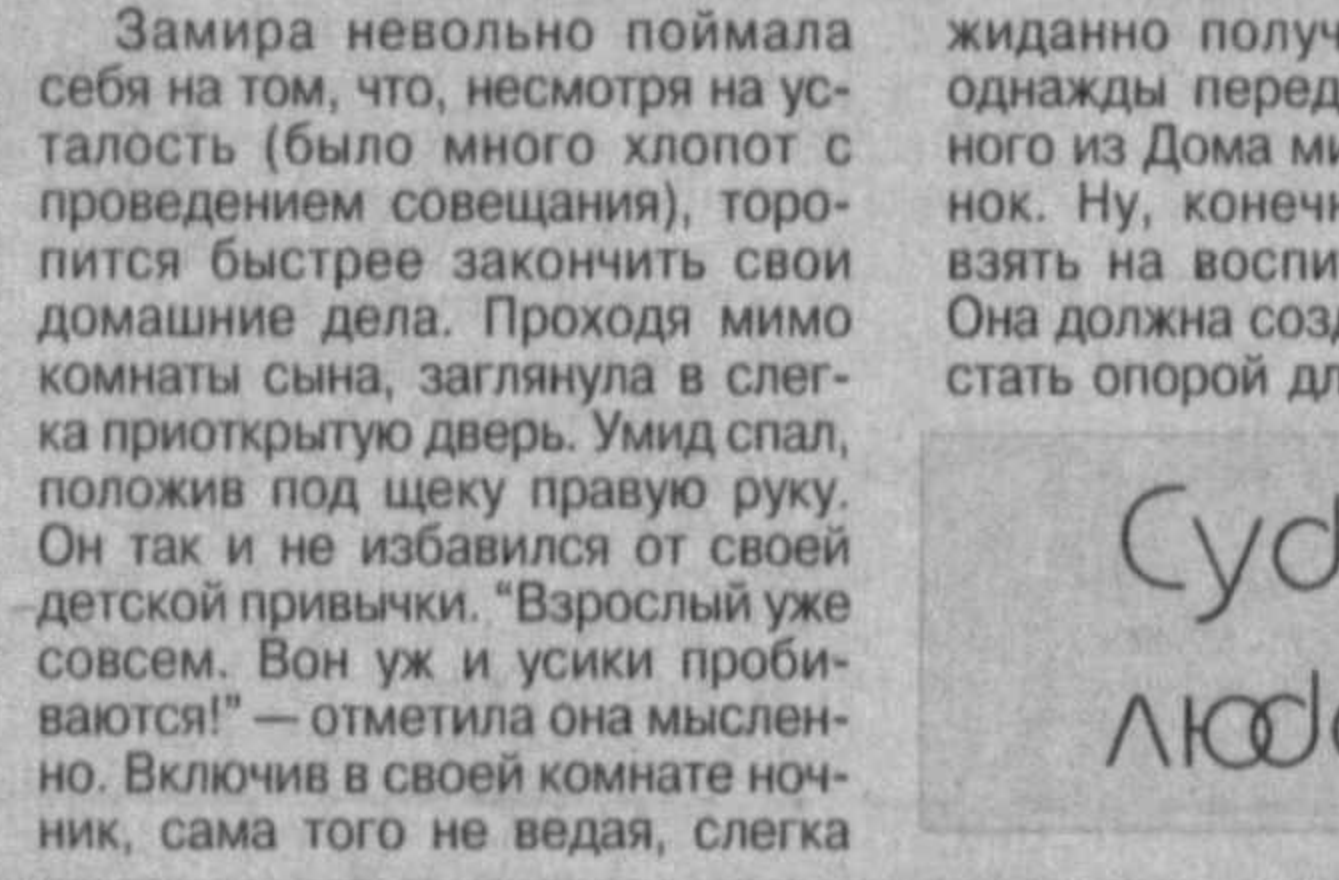 Замира невольно поймала
себя на том, что, несмотря на ус-
талость (было много хлопот с
проведением совещания), торо-
пится быстрее закончить свои
домашние дела. Проходя мимо
комнаты сына, заглянула в слег-
ка приоткрытую дверь. Умид спал,
положив под щеку правую руку.
Он так и не избавился от своей
детской привычки. “Взрослый уже
совсем. Вон уж и усики проби-
ваются!” — отметила она мыслен-
но. Включив в своей комнате ноч-
ник, сама того не ведая, слегка
жиданно получ
однажды перед
ного из Дома ми
нок. Ну, конечн
взять на воспи
Она должна соз
стать опорой дл
Суд
люд